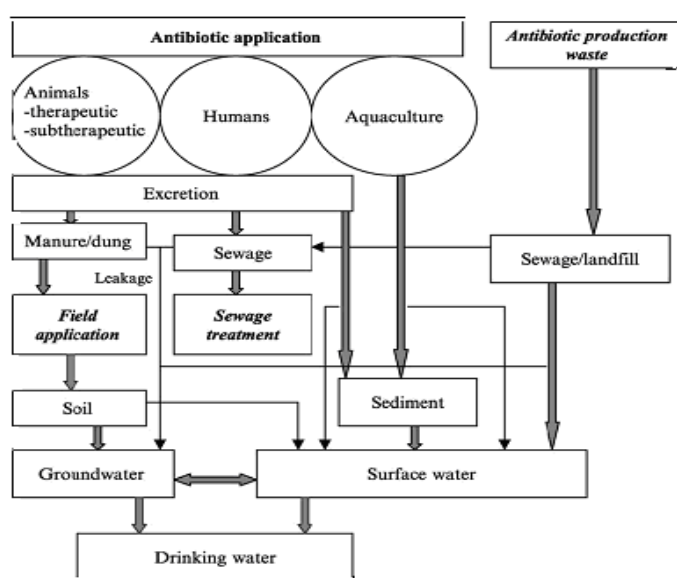 Antibiotic application
Antibiotic production
waste
Animals
-therapeutic
-subtherapeutic
Humans
Aquaculture
Excretion
Manure/dung
Sewage
Sewage/landfill
Leakage
Field
application
Sewage
treatment
Soil
Sediment
Groundwater
Surface water
Drinking water